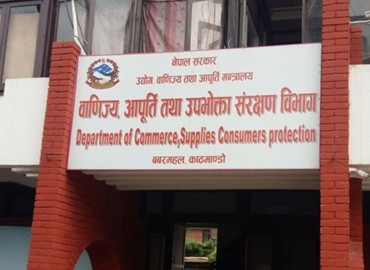 नेपाल सरकार
उद्योग, वाणिज्य तथा आपूर्ति मन्त्रालय
वाणिज्य, आपूर्ति तथा उपभोक्ता संरक्षण विभाग
Department of Commerce,Supplies Consumers protection
बबरमहल, काठमाण्डौ